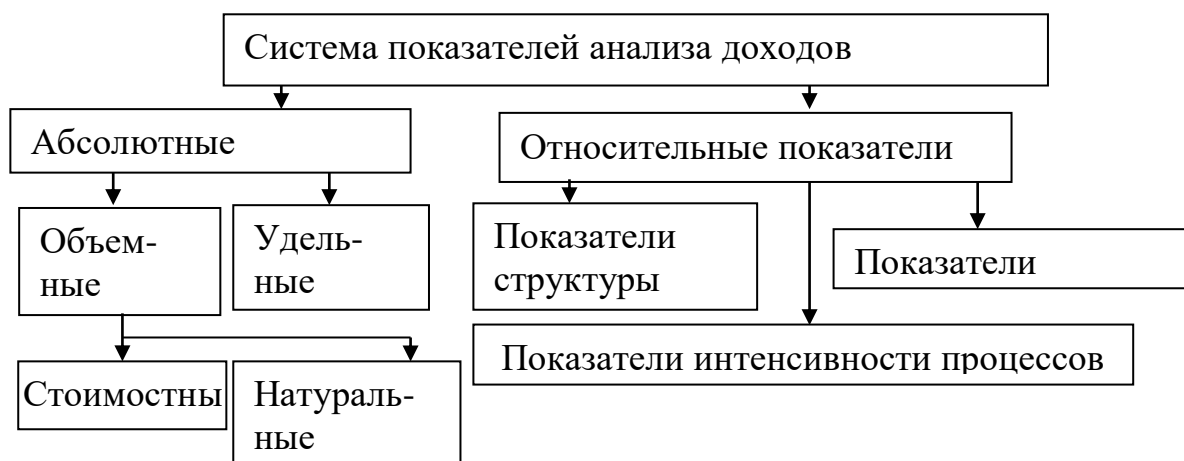 Система показателей анализа доходов
Абсолютные
Относительные показатели
Объем-
ные
Удель-
ные
Показатели
структуры
Показатели
Показатели интенсивности процессов
Стоимостны
Натураль-
ные